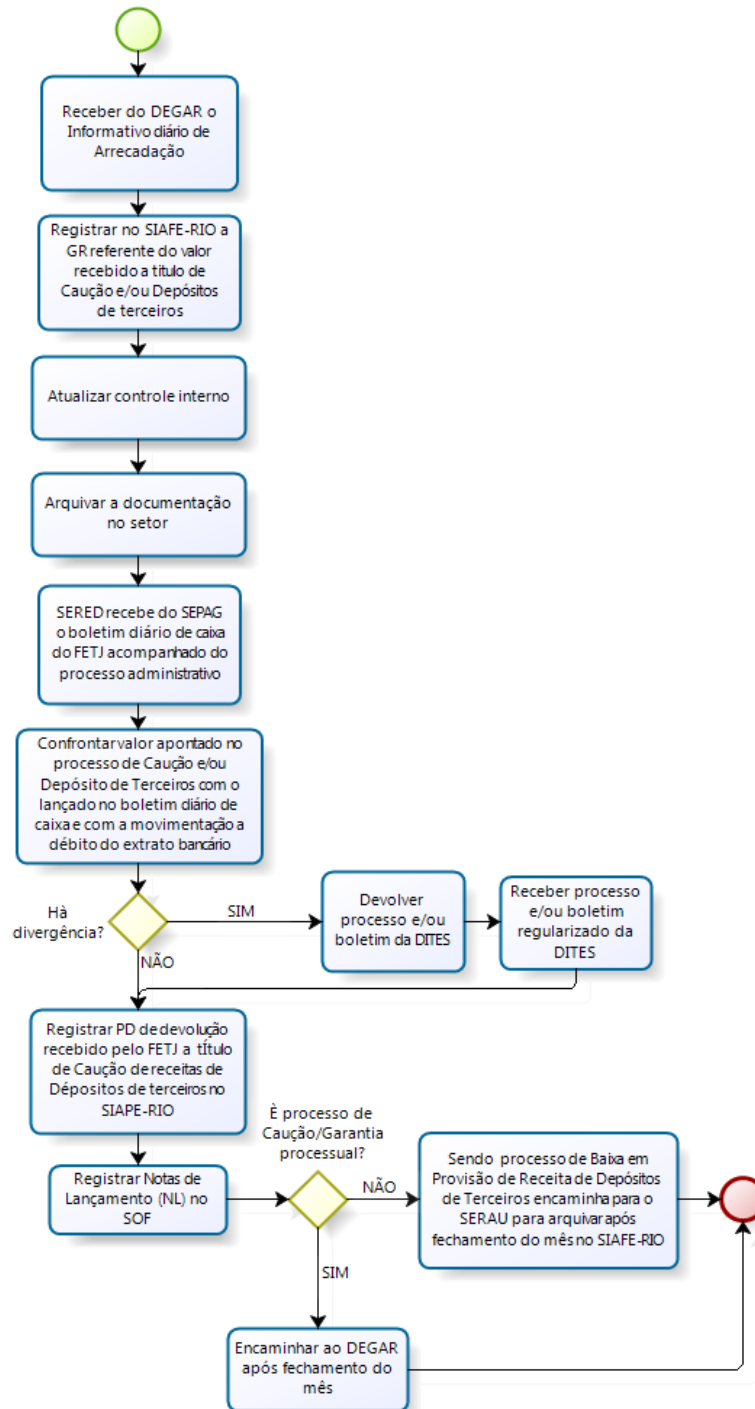 Receber do DEGAR o
Informativo diário de
Arrecadação
Registrar no SIAFE-RIO a
GR referente do valor
recebido a titulo de
Caução e/ou Depósitos
de terceiros
Atualizar controle interno
Arquivar a documentação
no setor
SERED recebe do SEPAG
o boletim diário de caixa
do FETJ acompanhado do
processo administrativo
Confrontar valor apontado no
processo de Caução e/ou
Depósito de Terceiros com o
lançado no boletim diário de
caixa e com a movimentação a
débito do extrato bancário
Hà
divergência?
SIM
Devolver
processo e/ou
boletim da DITES
Receber processo
e/ou boletim
regularizado da
DITES
NÃO
Registrar PD de devolução
recebido pelo FETJ a tÍtulo
de Caução de receitas de
Déposítos de terceiros no
SIAPE-RIO
Registrar Notas de
Lançamento (NL) no
SOF
È processo de
Caução/Garantia
processual?
NÃO
Sendo processo de Baixa em
Provisão de Receita de Depósitos
de Terceiros encaminha para o
SERAU para arquivar após
fechamento do mês no SIAFE-RIO
SIM
Encaminhar ao DEGAR
após fechamento do
mês